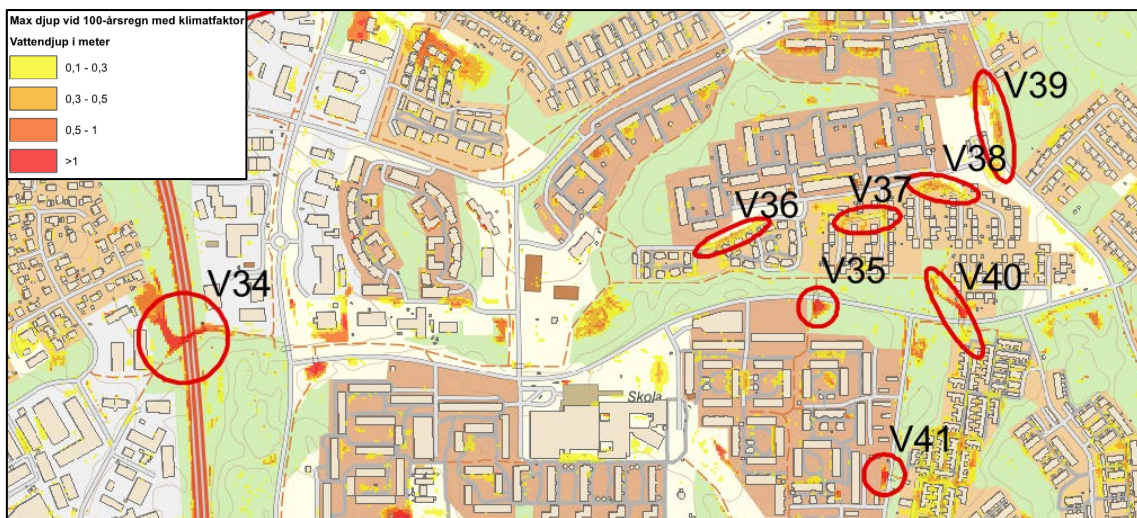 Max djup vid 100-årsregn med klimatfaktor
Vattendjup i meter
0,1 - 0,3
0,3 - 0,5
0,5 - 1
>1
V39
V38
V37
V36
V35
V34
V40
Skola
V41